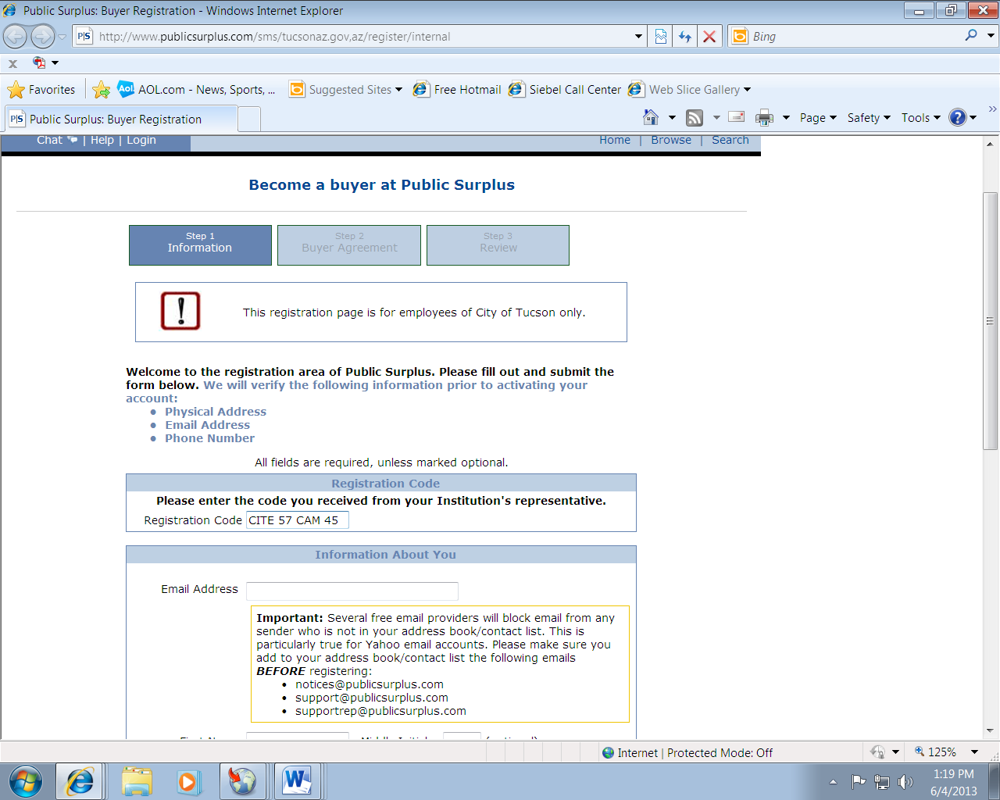 Public Surplus: Buyer Registration - Windows Internet Explorer
P|S http://www.publicsurplus.com/sms/tucsonaz.gov,az/register/internal
Bing
x
Favorites
AOL.com - News, Sports, ...
Suggested Sites
Free Hotmail
Siebel Call Center
Web Slice Gallery
P|S Public Surplus: Buyer Registration
Page
Safety
Tools
Chat | Help | Login
Home | Browse | Search
Become a buyer at Public Surplus
Step 1
Information
Step 2
Buyer Agreement
Step 3
Review
This registration page is for employees of City of Tucson only.
Welcome to the registration area of Public Surplus. Please fill out and submit the
form below. We will verify the following information prior to activating your
account:
• Physical Address
• Email Address
• Phone Number
All fields are required, unless marked optional.
Registration Code
Please enter the code you received from your Institution's representative.
Registration Code CITE 57 CAM 45
Information About You
Email Address
Important: Several free email providers will block email from any
sender who is not in your address book/contact list. This is
particularly true for Yahoo email accounts. Please make sure you
add to your address book/contact list the following emails
BEFORE registering:
• notices@publicsurplus.com
• support@publicsurplus.com
• supportrep@publicsurplus.com
Internet | Protected Mode: Off
125%
1:19 PM
6/4/2013